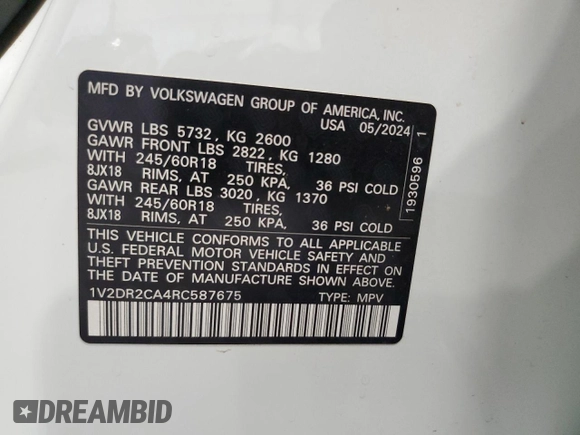 MFD BY VOLKSWAGEN GROUP OF AMERICA, INC.
USA 05/2024
GVWR LBS 5732, KG 2600
GAWR FRONT LBS 2822, KG 1280
WITH 245/60R18 TIRES,
8JX18 RIMS, AT 250 KPA, 36 PSI COLD
GAWR REAR LBS 3020, KG 1370
WITH 245/60R18 TIRES,
8JX18 RIMS, AT 250 KPA, 36 PSI COLD
THIS VEHICLE CONFORMS TO ALL APPLICABLE
U.S. FEDERAL MOTOR VEHICLE SAFETY AND
THEFT PREVENTION STANDARDS IN EFFECT ON
THE DATE OF MANUFACTURE SHOWN ABOVE.
1V2DR2CA4RC587675 TYPE: MPV
1930596 1
DREAMBID